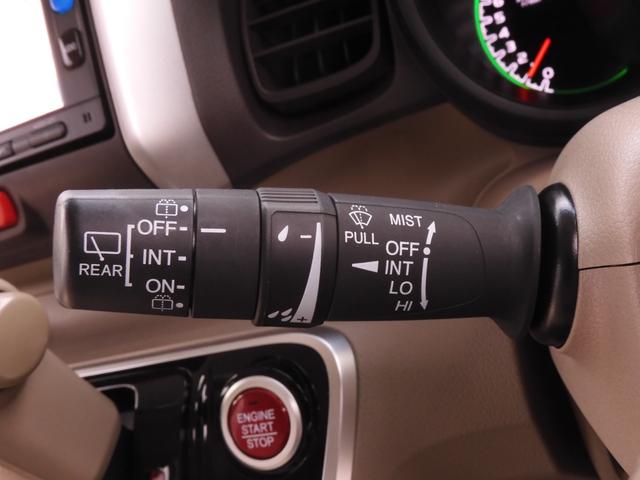 OFF
INT
ON
REAR
PULL
MIST
OFF
INT
LO
HI
ENGINE
START
STOP